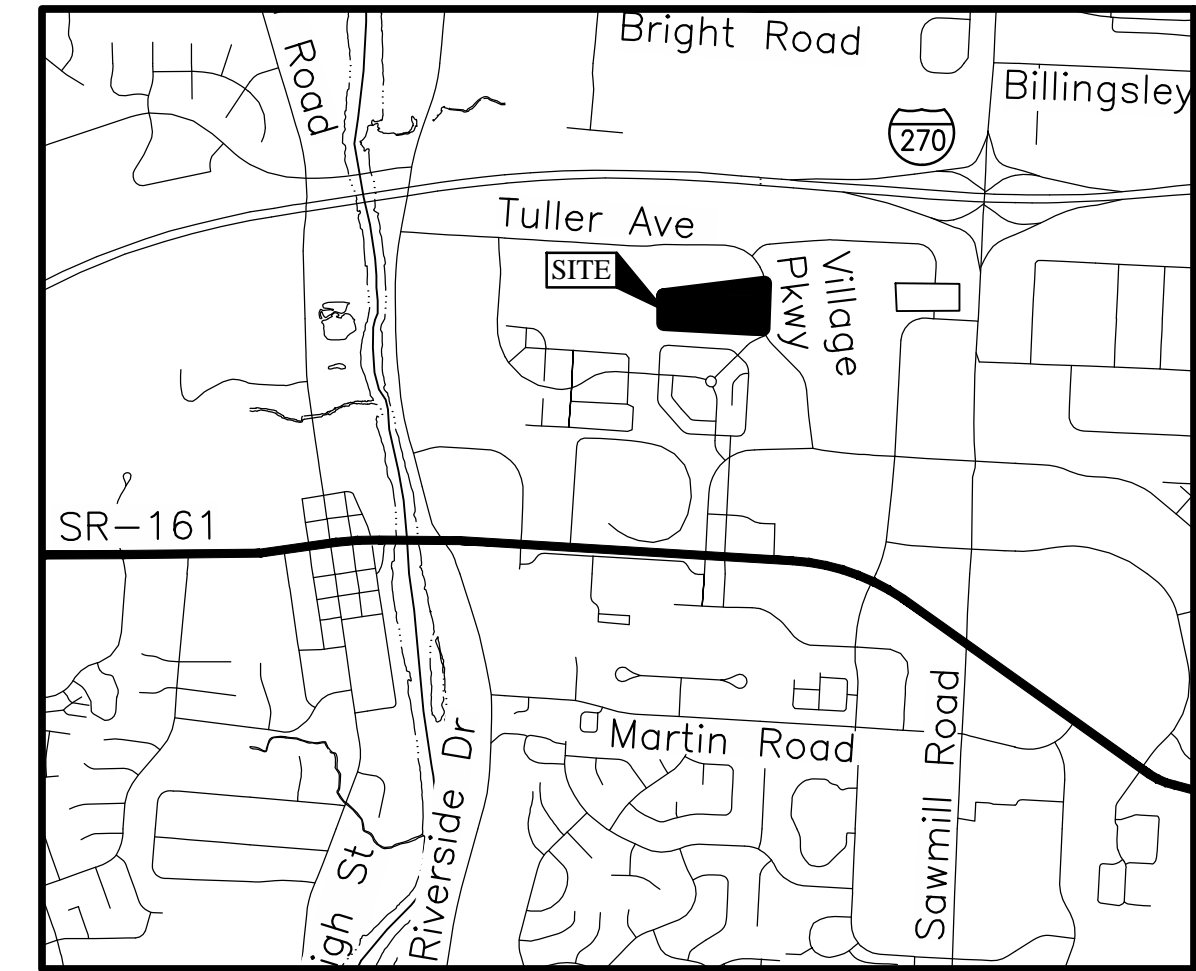 Bright Road
Road
Billingsley
270
Tuller Ave
SITE
Village
Pkwy
SR-161
Martin Road
Sawmill Road
Riverside Dr
igh St